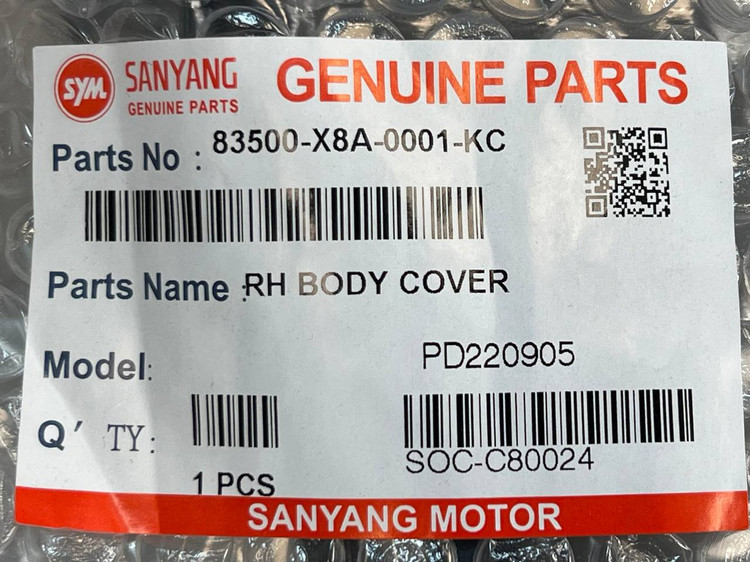 SYM SANYANG GENUINE PARTS
GENUINE PARTS
Parts No : 83500-X8A-0001-KC
Parts Name : RH BODY COVER
Model: PD220905
Q' TY:
1 PCS
SOC-C80024
SANYANG MOTOR